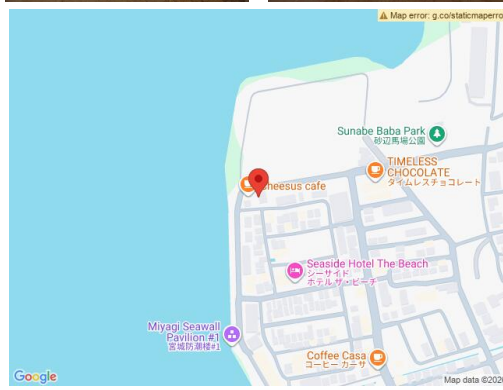 Map error: g.co/staticmaperro
Sunabe Baba Park
砂辺馬場公園
TIMELESS
CHOCOLATE
タイムレスチョコレート
heesus cafe
Seaside Hotel The Beach
シーサイド
ホテル ザ・ビーチ
Miyagi Seawall
Pavilion #1
宮城防潮楼#1
Coffee Casa
コーヒー カーサ
Google
Map data ©202